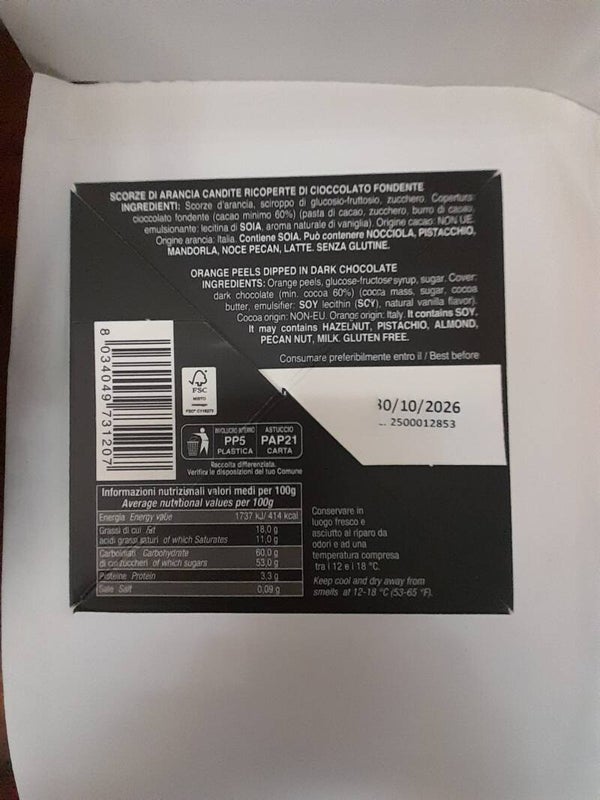 SCORZE DI ARANCIA CANDITE RICOPERTE DI CIOCCOLATO FONDENTE
INGREDIENTI: Scorze d'arancia, sciroppo di glucosio-fruttosio, zucchero. Copertura:
cioccolato fondente (cacao minimo 60%) (pasta di cacao, zucchero, burro di cacao,
emulsionante: lecitina di SOIA, aroma naturale di vaniglia). Origine cacao: NON UE.
Origine arancia: Italia. Contiene SOIA. Può contenere NOCCIOLA, PISTACCHIO,
MANDORLA, NOCE PECAN, LATTE. SENZA GLUTINE.
ORANGE PEELS DIPPED IN DARK CHOCOLATE
INGREDIENTS: Orange peels, glucose-fructose syrup, sugar. Cover:
dark chocolate (min. cocoa 60%) (cocoa mass, sugar, cocoa
butter, emulsifier: SOY lecithin (SOY), natural vanilla flavor).
Cocoa origin: NON-EU. Orange origin: Italy. It contains SOY.
It may contains HAZELNUT, PISTACHIO, ALMOND,
PECAN NUT, MILK. GLUTEN FREE.
Consumare preferibilmente entro il / Best before
30/10/2026
2500012853
8 034049 731207
FSC
MISTO
INVOLUCRO INTERNO ASTUCCIO
PP5 PAP21
PLASTICA CARTA
Raccolta differenziata.
Verifica le disposizioni del tuo Comune
Informazioni nutrizionali valori medi per 100g
Average nutritional values per 100g
Energia Energy value 1737 kJ/ 414 kcal
Grassi di cui Fat 18,0 g
acidi grassi saturi of which Saturates 11,0 g
Carboidrati Carbohydrate 60,0 g
di cui zuccheri of which sugars 53,0 g
Proteine Protein 3,3 g
Sale Salt 0,09 g
Conservare in
luogo fresco e
asciutto al riparo da
odori e ad una
temperatura compresa
tra i 12 e i 18 °C.
Keep cool and dry away from
smells at 12-18 °C (53-65 °F).